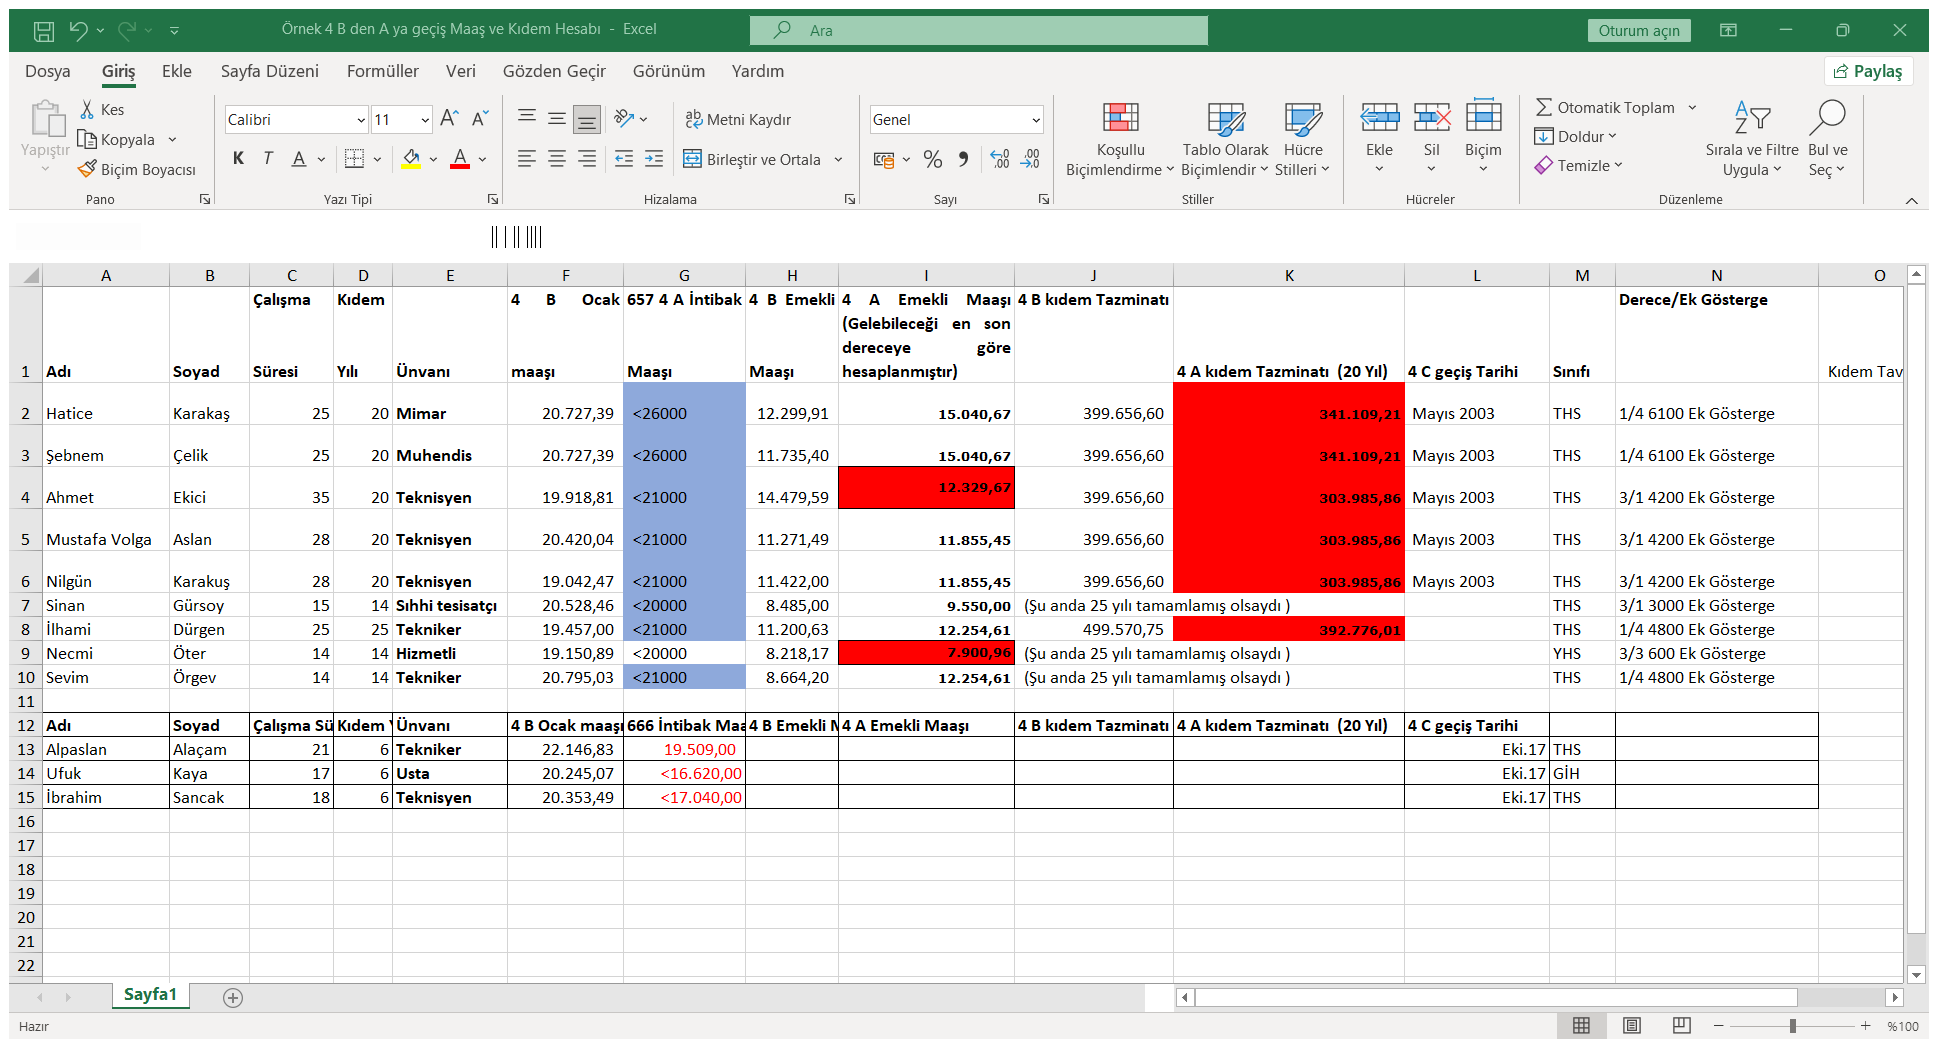 Örnek 4 B den A ya geçiş Maaş ve Kıdem Hesabı - Excel
Ara
Oturum açın
Dosya Giriş Ekle Sayfa Düzeni Formüller Veri Gözden Geçir Görünüm Yardım
Paylaş
Yapıştır
Kes
Kopyala
Biçim Boyacısı
Pano
Calibri 11
K T A
Yazı Tipi
Metni Kaydır
Birleştir ve Ortala
Hizalama
Genel
Sayı
Koşullu Biçimlendirme
Tablo Olarak Biçimlendir
Hücre Stilleri
Stiller
Ekle
Sil
Biçim
Hücreler
Otomatik Toplam
Doldur
Temizle
Sırala ve Filtre Uygula
Bul ve Seç
Düzenleme
A B C D E F G H I J K L M N O
1 Adı Soyad Çalışma Süresi Kıdem Yılı Ünvanı 4 B Ocak maaşı 657 4 A İntibak Maaşı 4 B Emekli Maaşı 4 A Emekli Maaşı (Gelebileceği en son dereceye göre hesaplanmıştır) 4 B kıdem Tazminatı 4 A kıdem Tazminatı (20 Yıl) 4 C geçiş Tarihi Sınıfı Derece/Ek Gösterge Kıdem Tav
2 Hatice Karakaş 25 20 Mimar 20.727,39 <26000 12.299,91 15.040,67 399.656,60 341.109,21 Mayıs 2003 THS 1/4 6100 Ek Gösterge
3 Şebnem Çelik 25 20 Muhendis 20.727,39 <26000 11.735,40 15.040,67 399.656,60 341.109,21 Mayıs 2003 THS 1/4 6100 Ek Gösterge
4 Ahmet Ekici 35 20 Teknisyen 19.918,81 <21000 14.479,59 12.329,67 399.656,60 303.985,86 Mayıs 2003 THS 3/1 4200 Ek Gösterge
5 Mustafa Volga Aslan 28 20 Teknisyen 20.420,04 <21000 11.271,49 11.855,45 399.656,60 303.985,86 Mayıs 2003 THS 3/1 4200 Ek Gösterge
6 Nilgün Karakuş 28 20 Teknisyen 19.042,47 <21000 11.422,00 11.855,45 399.656,60 303.985,86 Mayıs 2003 THS 3/1 4200 Ek Gösterge
7 Sinan Gürsoy 15 14 Sıhhi tesisatçı 20.528,46 <20000 8.485,00 9.550,00 (Şu anda 25 yılı tamamlamış olsaydı ) THS 3/1 3000 Ek Gösterge
8 İlhami Dürgen 25 25 Tekniker 19.457,00 <21000 11.200,63 12.254,61 499.570,75 392.776,01 THS 1/4 4800 Ek Gösterge
9 Necmi Öter 14 14 Hizmetli 19.150,89 <20000 8.218,17 7.900,96 (Şu anda 25 yılı tamamlamış olsaydı ) YHS 3/3 600 Ek Gösterge
10 Sevim Örgev 14 14 Tekniker 20.795,03 <21000 8.664,20 12.254,61 (Şu anda 25 yılı tamamlamış olsaydı ) THS 1/4 4800 Ek Gösterge
11
12 Adı Soyad Çalışma Sü Kıdem Y Ünvanı 4 B Ocak maaşı 666 İntibak Maa 4 B Emekli M 4 A Emekli Maaşı 4 B kıdem Tazminatı 4 A kıdem Tazminatı (20 Yıl) 4 C geçiş Tarihi
13 Alpaslan Alaçam 21 6 Tekniker 22.146,83 19.509,00 Eki.17 THS
14 Ufuk Kaya 17 6 Usta 20.245,07 <16.620,00 Eki.17 GİH
15 İbrahim Sancak 18 6 Teknisyen 20.353,49 <17.040,00 Eki.17 THS
16
17
18
19
20
21
22
Sayfa1
Hazır
%100